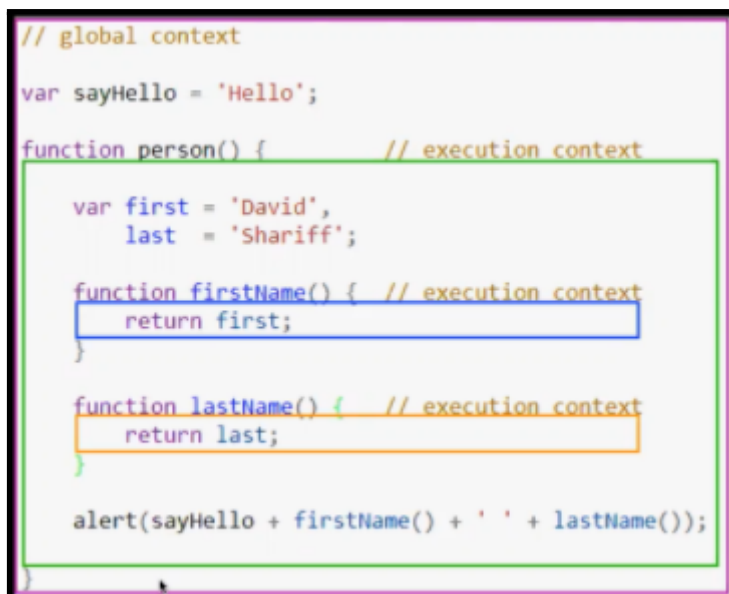 // global context
var sayHello = 'Hello';
function person() { // execution context
var first = 'David',
last = 'Shariff';
function firstName() { // execution context
return first;
}
function lastName() { // execution context
return last;
}
alert(sayHello + firstName() + ' ' + lastName());
}